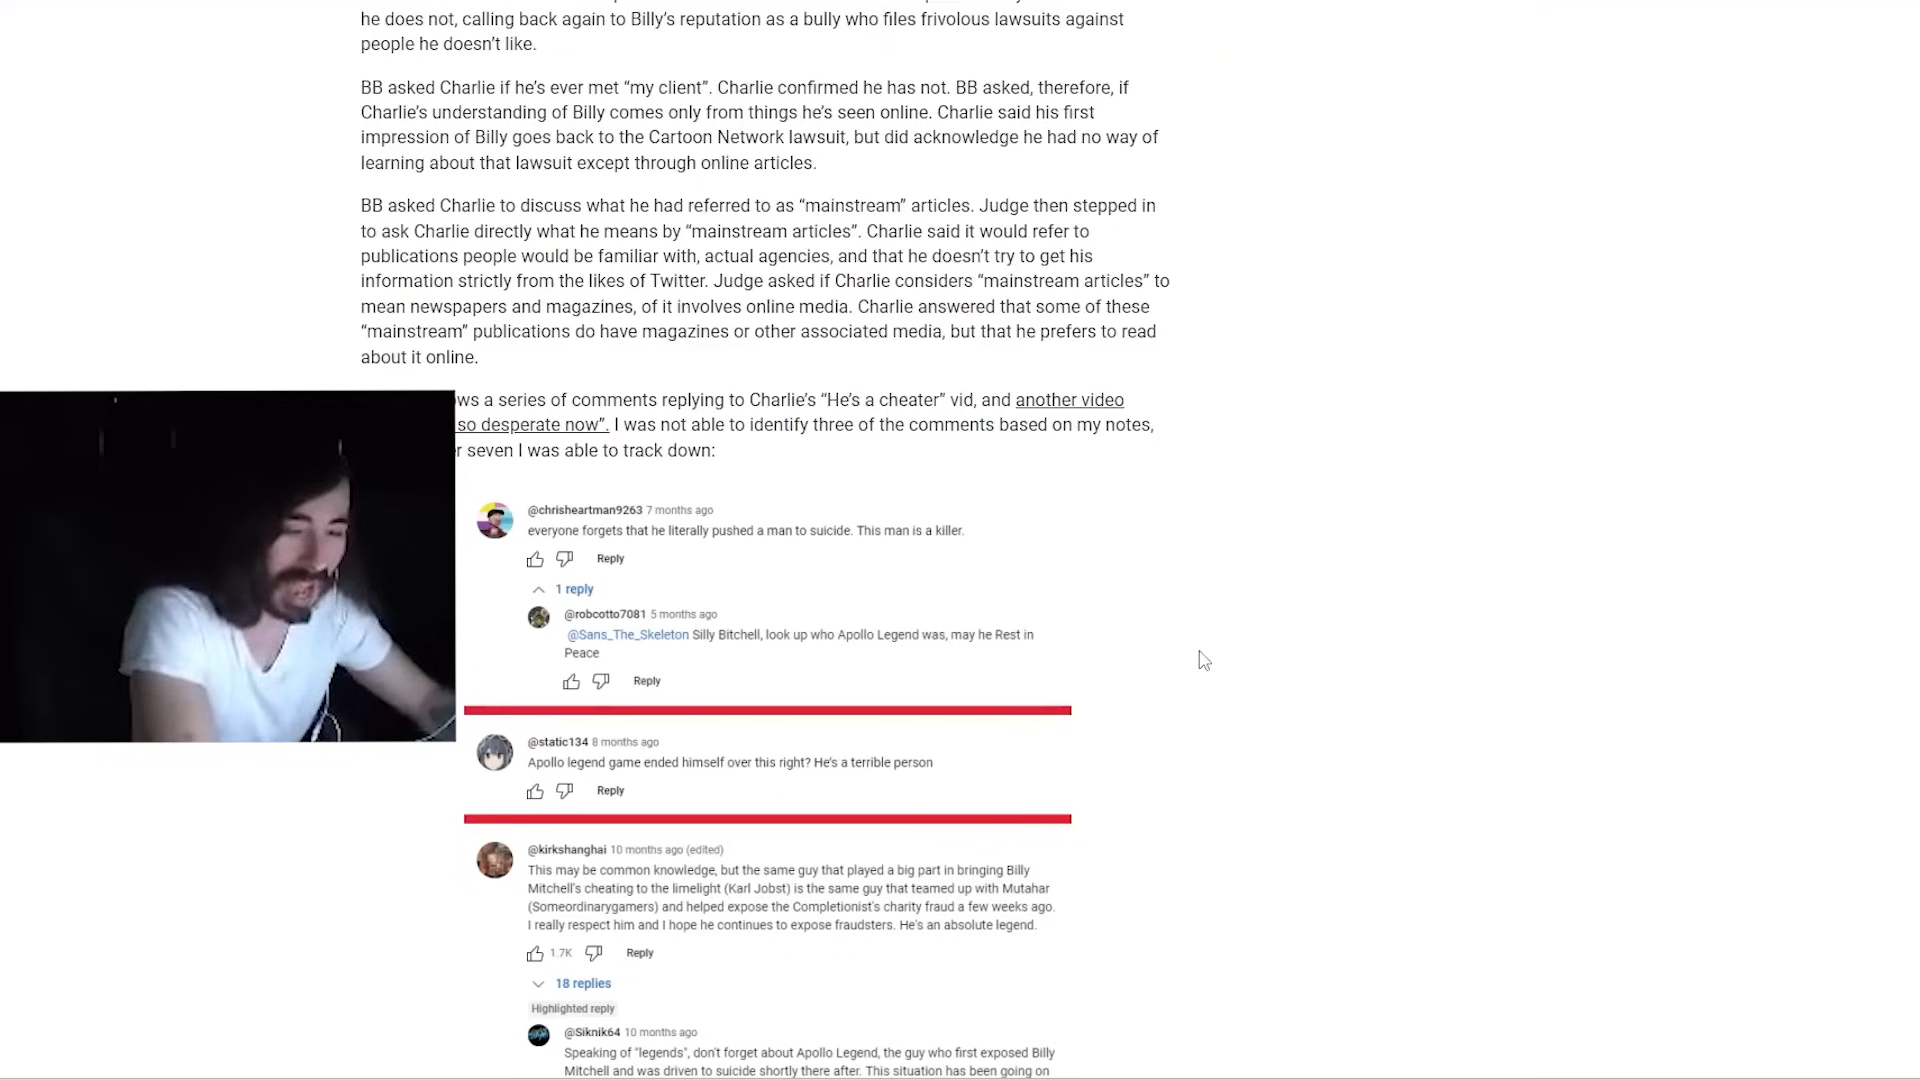 he does not, calling back again to Billy’s reputation as a bully who files frivolous lawsuits against
people he doesn’t like.
BB asked Charlie if he’s ever met “my client”. Charlie confirmed he has not. BB asked, therefore, if
Charlie’s understanding of Billy comes only from things he’s seen online. Charlie said his first
impression of Billy goes back to the Cartoon Network lawsuit, but did acknowledge he had no way of
learning about that lawsuit except through online articles.
BB asked Charlie to discuss what he had referred to as “mainstream” articles. Judge then stepped in
to ask Charlie directly what he means by “mainstream articles”. Charlie said it would refer to
publications people would be familiar with, actual agencies, and that he doesn’t try to get his
information strictly from the likes of Twitter. Judge asked if Charlie considers “mainstream articles” to
mean newspapers and magazines, of it involves online media. Charlie answered that some of these
“mainstream” publications do have magazines or other associated media, but that he prefers to read
about it online.
a series of comments replying to Charlie’s “He’s a cheater” vid, and another video
so desperate now”. I was not able to identify three of the comments based on my notes,
seven I was able to track down:
@chrisheartman9263 7 months ago
everyone forgets that he literally pushed a man to suicide. This man is a killer.
Reply
1 reply
@robcotto7081 5 months ago
@Sans_The_Skeleton Silly Bitchell, look up who Apollo Legend was, may he Rest in
Peace
Reply
@static134 8 months ago
Apollo legend game ended himself over this right? He's a terrible person
Reply
@kirkshanghai 10 months ago (edited)
This may be common knowledge, but the same guy that played a big part in bringing Billy
Mitchell's cheating to the limelight (Karl Jobst) is the same guy that teamed up with Mutahar
(Someordinarygamers) and helped expose the Completionist's charity fraud a few weeks ago.
I really respect him and I hope he continues to expose fraudsters. He's an absolute legend.
1.7K Reply
18 replies
Highlighted reply
@Siknik64 10 months ago
Speaking of "legends", don't forget about Apollo Legend, the guy who first exposed Billy
Mitchell and was driven to suicide shortly there after. This situation has been going on